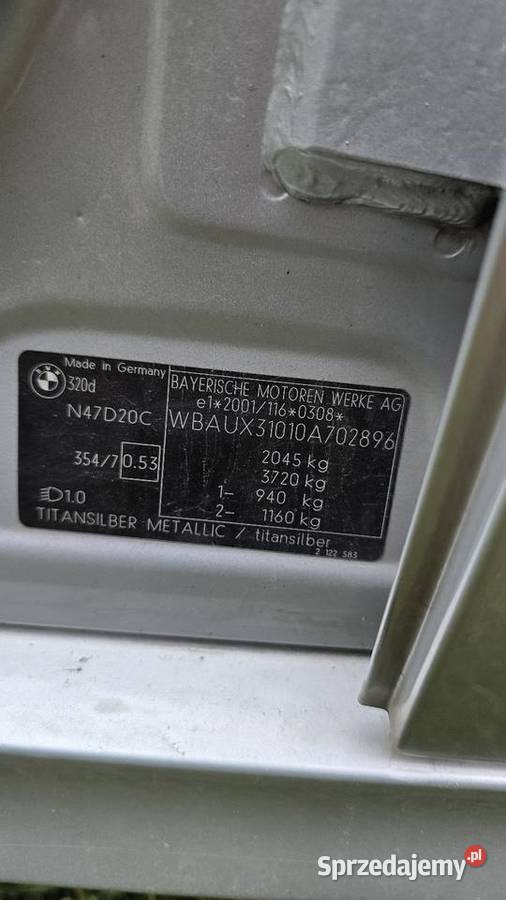 BMW
Made in Germany
320d
N47D20C
354/7 0.53
1.0
BAYERISCHE MOTOREN WERKE AG
e1*2001/116*0308*
WBAUX31010A702896
2045 kg
3720 kg
1- 940 kg
2- 1160 kg
TITANSILBER METALLIC / titansilber
2 122 583
Sprzedajemy.pl